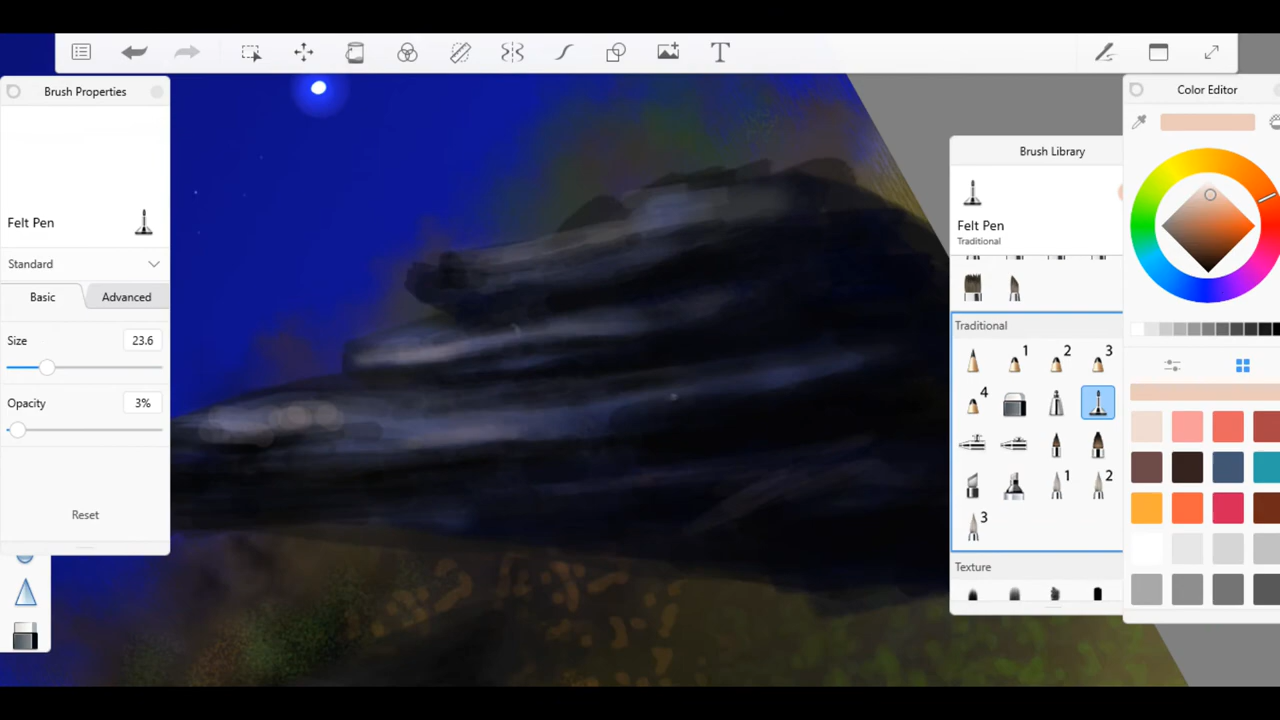 T
Brush Properties
Felt Pen
Standard
Basic
Advanced
Size
23.6
Opacity
3%
Reset
Brush Library
Felt Pen
Traditional
Traditional
1
2
3
4
1
2
3
Texture
Color Editor